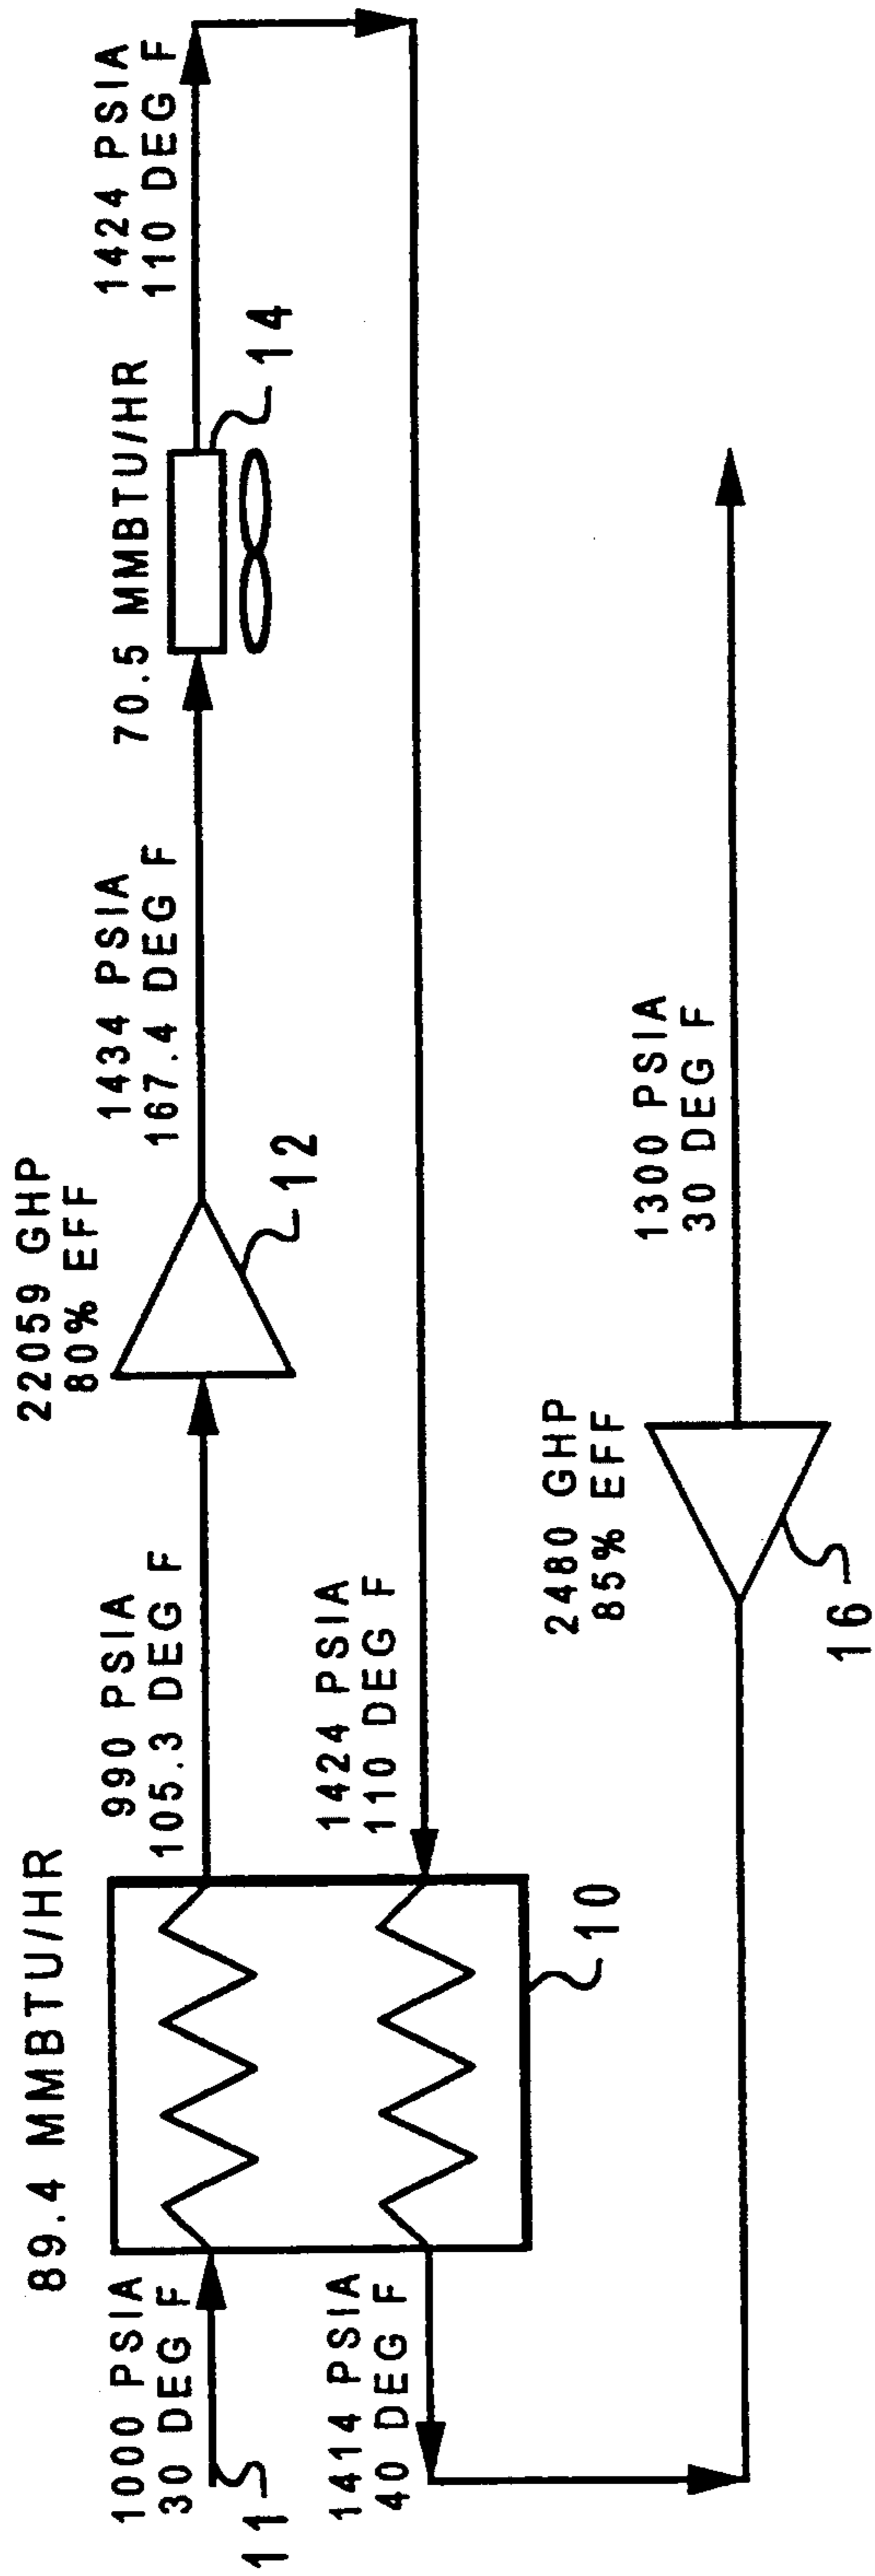 89.4 MMBTU/HR
1000 PSIA
30 DEG F
11
990 PSIA
105.3 DEG F
22059 GHP
80% EFF
12
1434 PSIA
167.4 DEG F
70.5 MMBTU/HR
14
1424 PSIA
110 DEG F
1414 PSIA
40 DEG F
10
1424 PSIA
110 DEG F
2480 GHP
85% EFF
16
1300 PSIA
30 DEG F